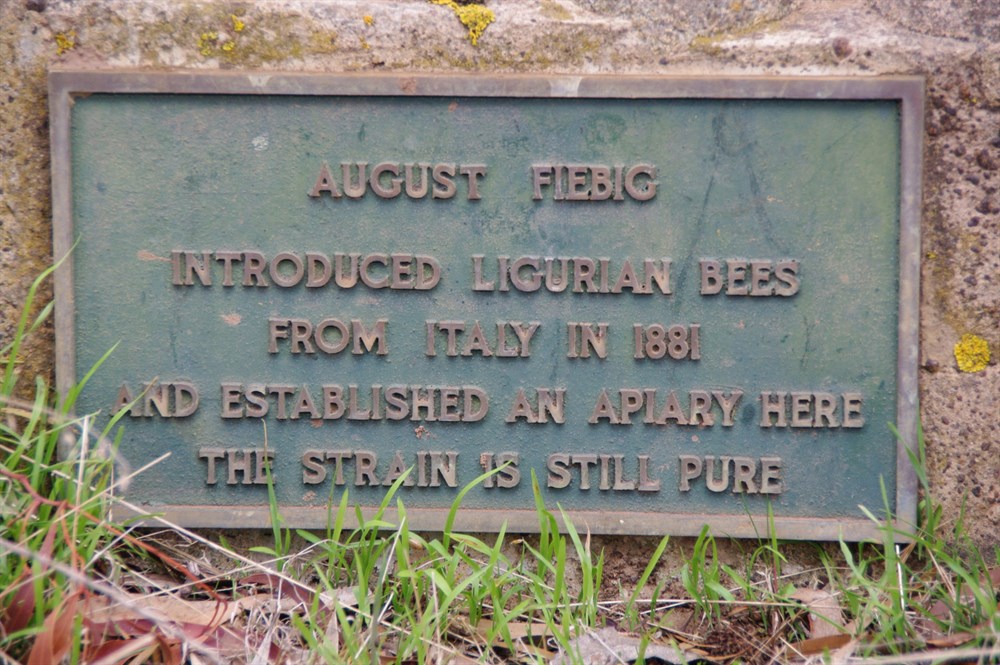 AUGUST FIEBIG
INTRODUCED LIGURIAN BEES
FROM ITALY IN 1881
AND ESTABLISHED AN APIARY HERE
THE STRAIN IS STILL PURE